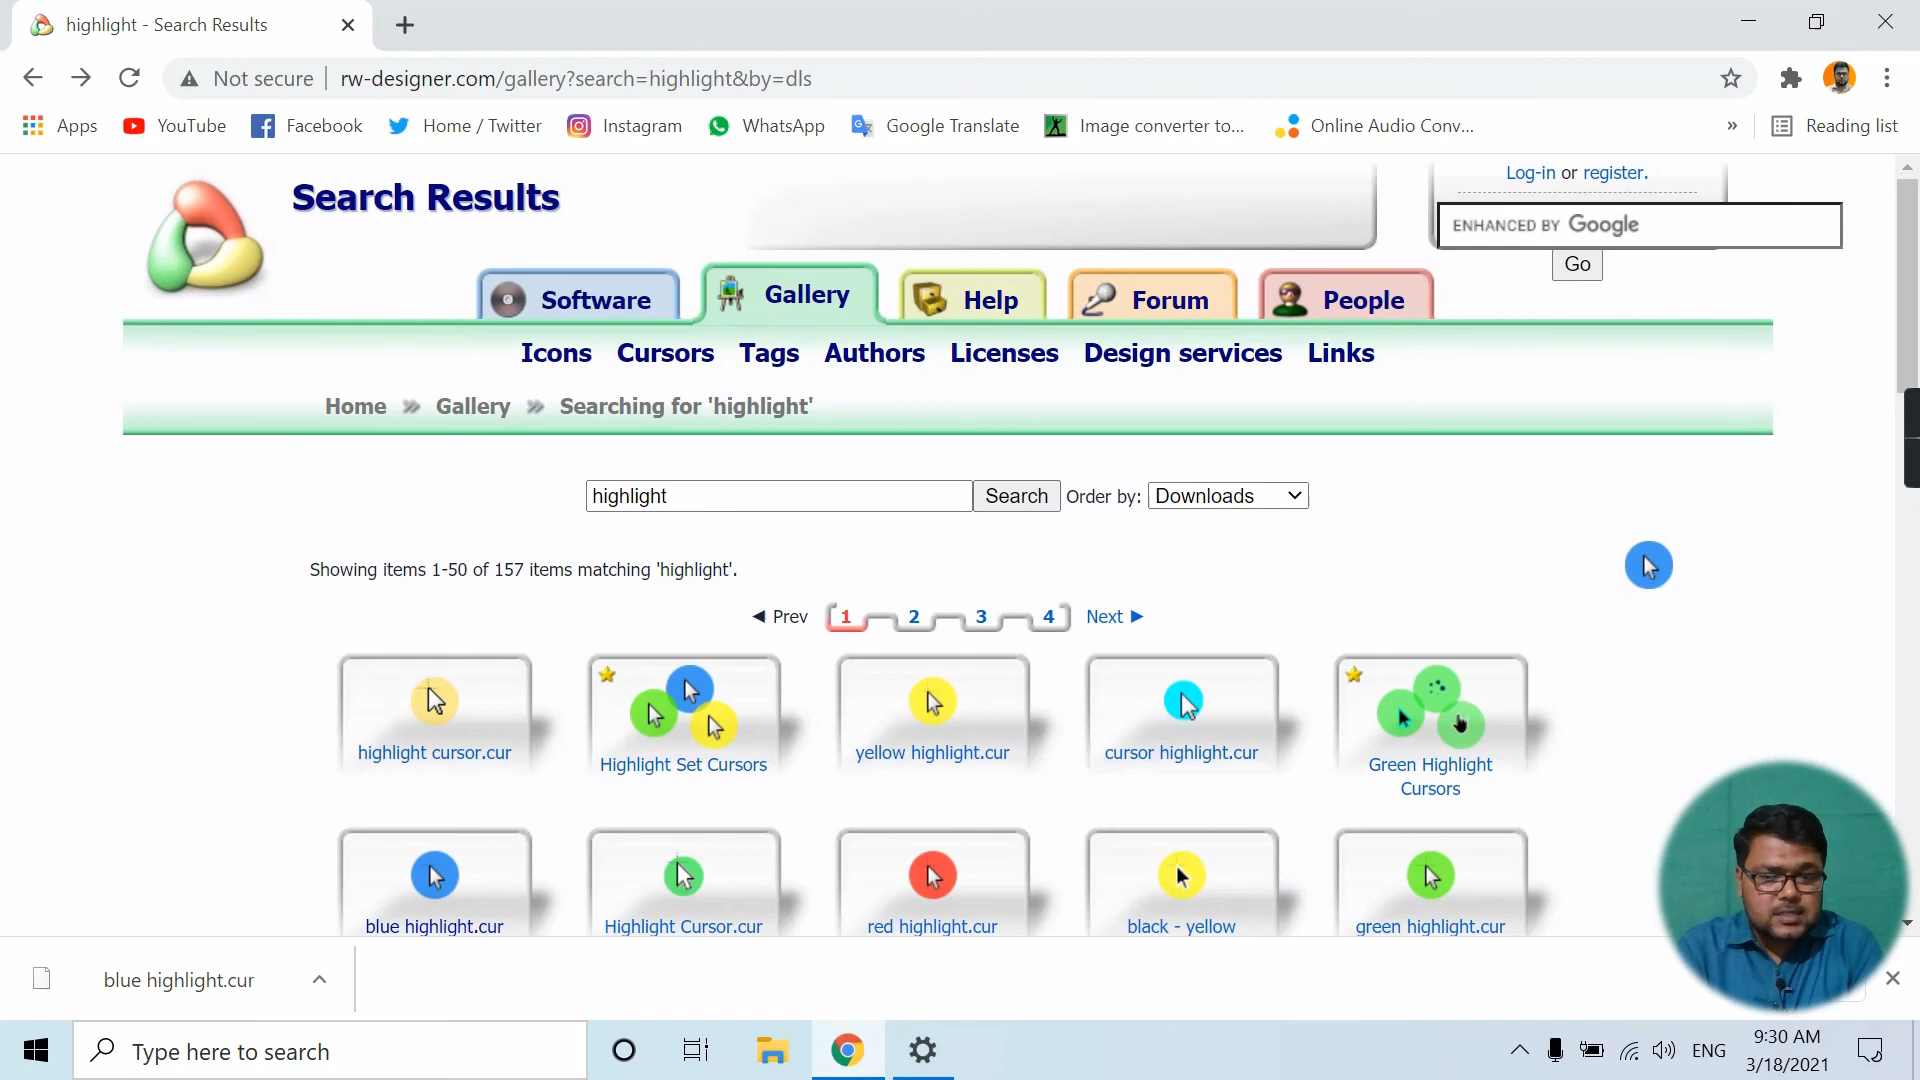 highlight - Search Results
Not secure rw-designer.com/gallery?search=highlight&by=dls
Apps YouTube Facebook Home / Twitter Instagram WhatsApp Google Translate Image converter to... Online Audio Conv... » Reading list
Search Results
Log-in or register.
ENHANCED BY Google
Go
Software Gallery Help Forum People
Icons Cursors Tags Authors Licenses Design services Links
Home » Gallery » Searching for 'highlight'
highlight Search Order by: Downloads
Showing items 1-50 of 157 items matching 'highlight'.
◄ Prev 1 2 3 4 Next ►
highlight cursor.cur
Highlight Set Cursors
yellow highlight.cur
cursor highlight.cur
Green Highlight
Cursors
blue highlight.cur
Highlight Cursor.cur
red highlight.cur
black - yellow
green highlight.cur
blue highlight.cur
Type here to search
ENG
9:30 AM
3/18/2021